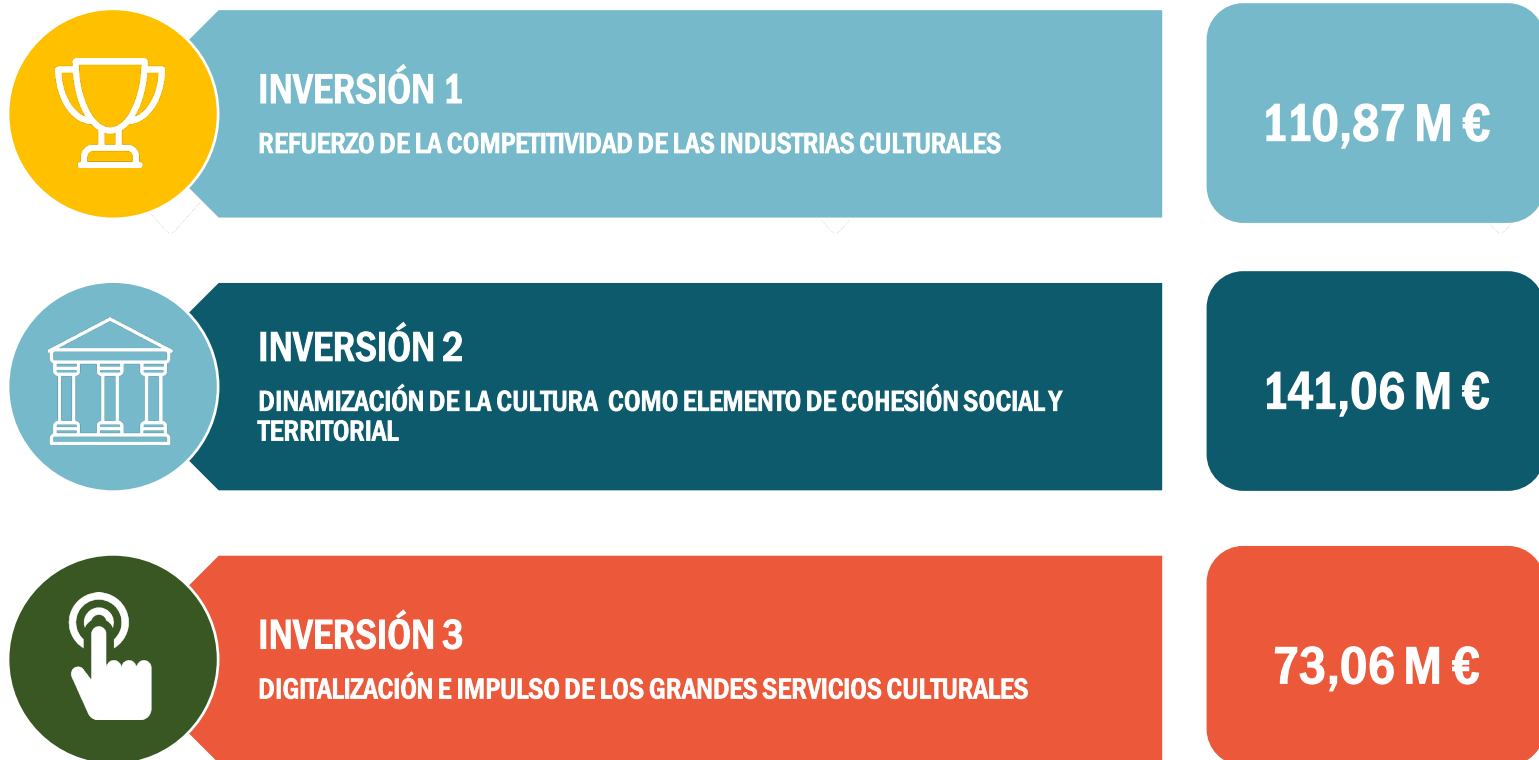 INVERSIÓN 1
REFUERZO DE LA COMPETITIVIDAD DE LAS INDUSTRIAS CULTURALES
110,87 M €
INVERSIÓN 2
DINAMIZACIÓN DE LA CULTURA  COMO ELEMENTO DE COHESIÓN SOCIAL Y
TERRITORIAL
141,06 M €
INVERSIÓN 3
DIGITALIZACIÓN E IMPULSO DE LOS GRANDES SERVICIOS CULTURALES
73,06 M €